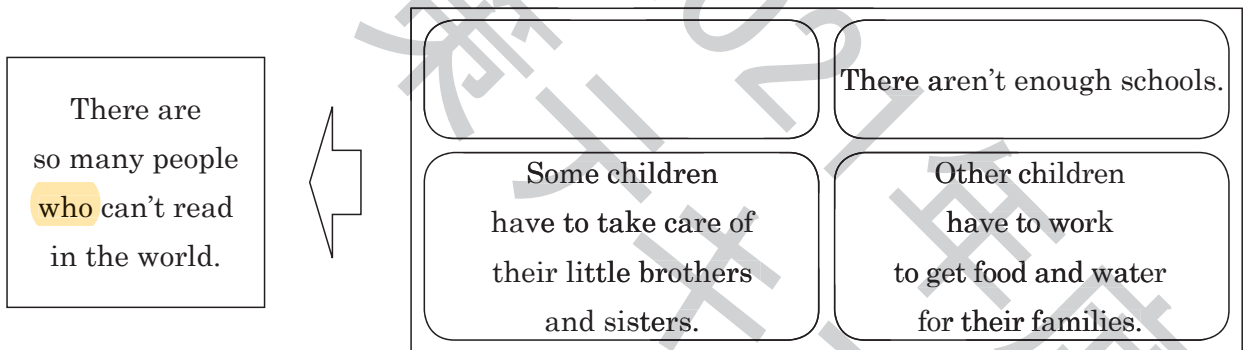 There are
so many people
who can't read
in the world.
There aren't enough schools.
Some children
have to take care of
their little brothers
and sisters.
Other children
have to work
to get food and water
for their families.